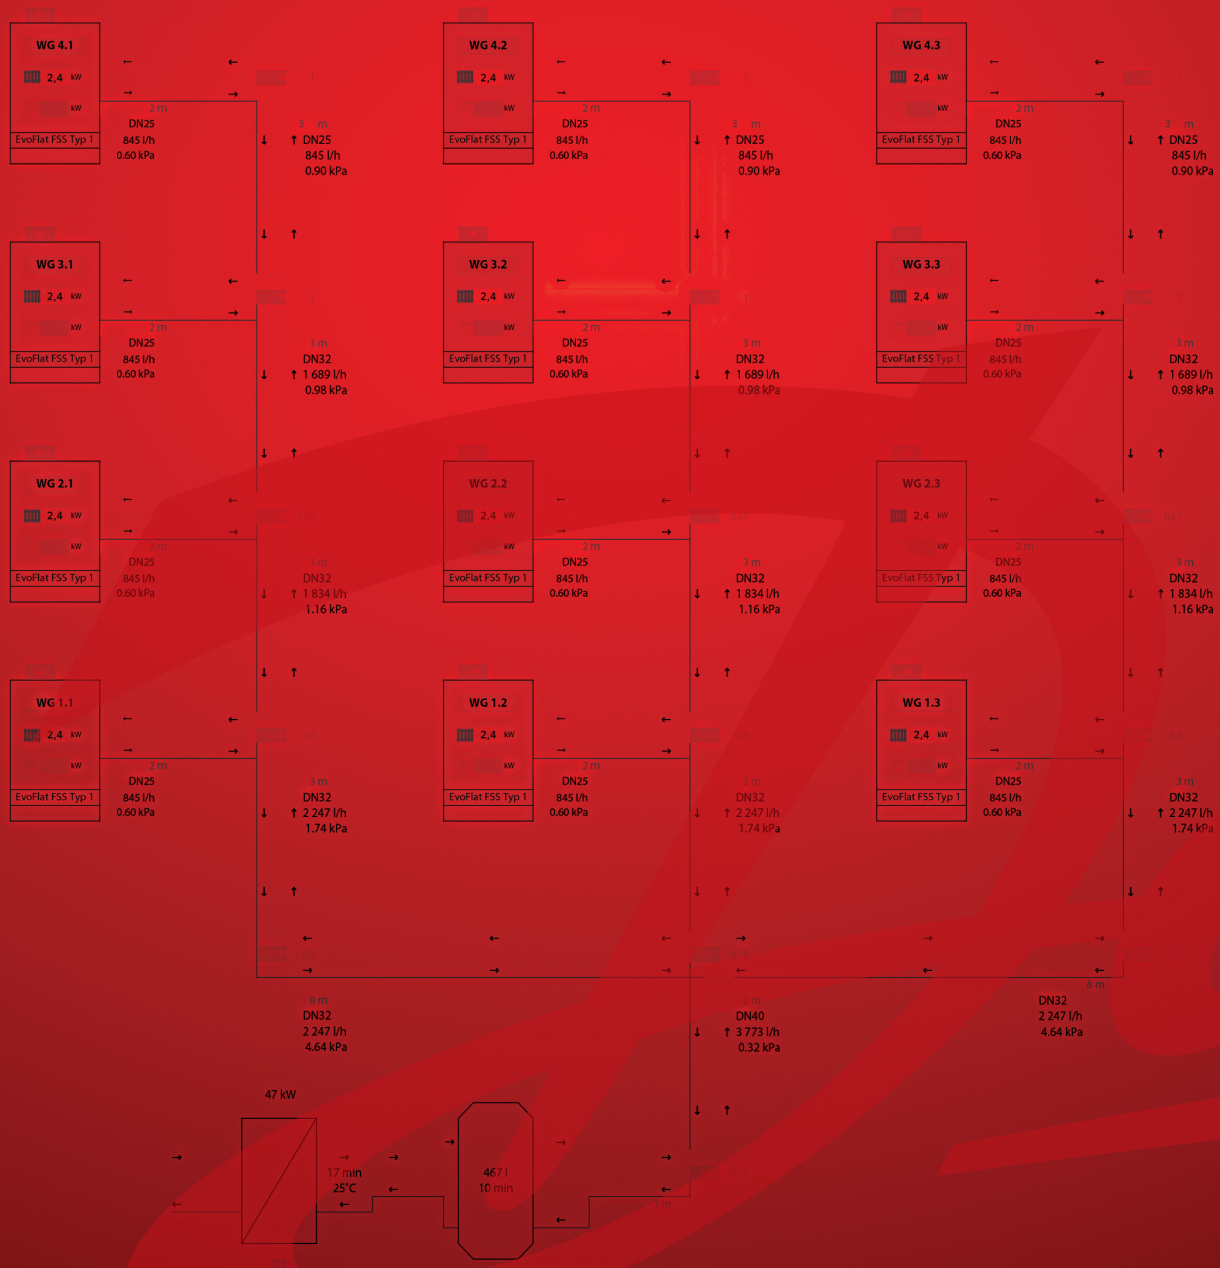 WG 4.1
2,4 kW
kW
EvoFlat FSS Typ 1
2 m
DN25
845 l/h
0.60 kPa
3 m
DN25
845 l/h
0.90 kPa
WG 4.2
2,4 kW
kW
EvoFlat FSS Typ 1
2 m
DN25
845 l/h
0.60 kPa
3 m
DN25
845 l/h
0.90 kPa
WG 4.3
2,4 kW
kW
EvoFlat FSS Typ 1
2 m
DN25
845 l/h
0.60 kPa
3 m
DN25
845 l/h
0.90 kPa
WG 3.1
2,4 kW
kW
EvoFlat FSS Typ 1
2 m
DN25
845 l/h
0.60 kPa
3 m
DN32
1 689 l/h
0.98 kPa
WG 3.2
2,4 kW
kW
EvoFlat FSS Typ 1
2 m
DN25
845 l/h
0.60 kPa
3 m
DN32
1 689 l/h
0.98 kPa
WG 3.3
2,4 kW
kW
EvoFlat FSS Typ 1
2 m
DN25
845 l/h
0.60 kPa
3 m
DN32
1 689 l/h
0.98 kPa
WG 2.1
2,4 kW
kW
EvoFlat FSS Typ 1
2 m
DN25
845 l/h
0.60 kPa
3 m
DN32
1 834 l/h
1.16 kPa
WG 2.2
2,4 kW
kW
EvoFlat FSS Typ 1
2 m
DN25
845 l/h
0.60 kPa
3 m
DN32
1 834 l/h
1.16 kPa
WG 2.3
2,4 kW
kW
EvoFlat FSS Typ 1
2 m
DN25
845 l/h
0.60 kPa
3 m
DN32
1 834 l/h
1.16 kPa
WG 1.1
2,4 kW
kW
EvoFlat FSS Typ 1
2 m
DN25
845 l/h
0.60 kPa
3 m
DN32
2 247 l/h
1.74 kPa
WG 1.2
2,4 kW
kW
EvoFlat FSS Typ 1
2 m
DN25
845 l/h
0.60 kPa
3 m
DN32
2 247 l/h
1.74 kPa
WG 1.3
2,4 kW
kW
EvoFlat FSS Typ 1
2 m
DN25
845 l/h
0.60 kPa
3 m
DN32
2 247 l/h
1.74 kPa
8 m
DN32
2 247 l/h
4.64 kPa
2 m
DN40
3 773 l/h
0.32 kPa
8 m
DN32
2 247 l/h
4.64 kPa
47 kW
17 min
25°C
467 l
10 min
1 m